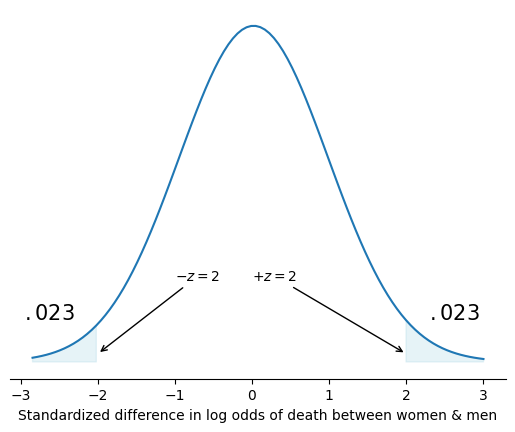 −z = 2
+z = 2
.023
.023
−3 −2 −1 0 1 2 3
Standardized difference in log odds of death between women & men